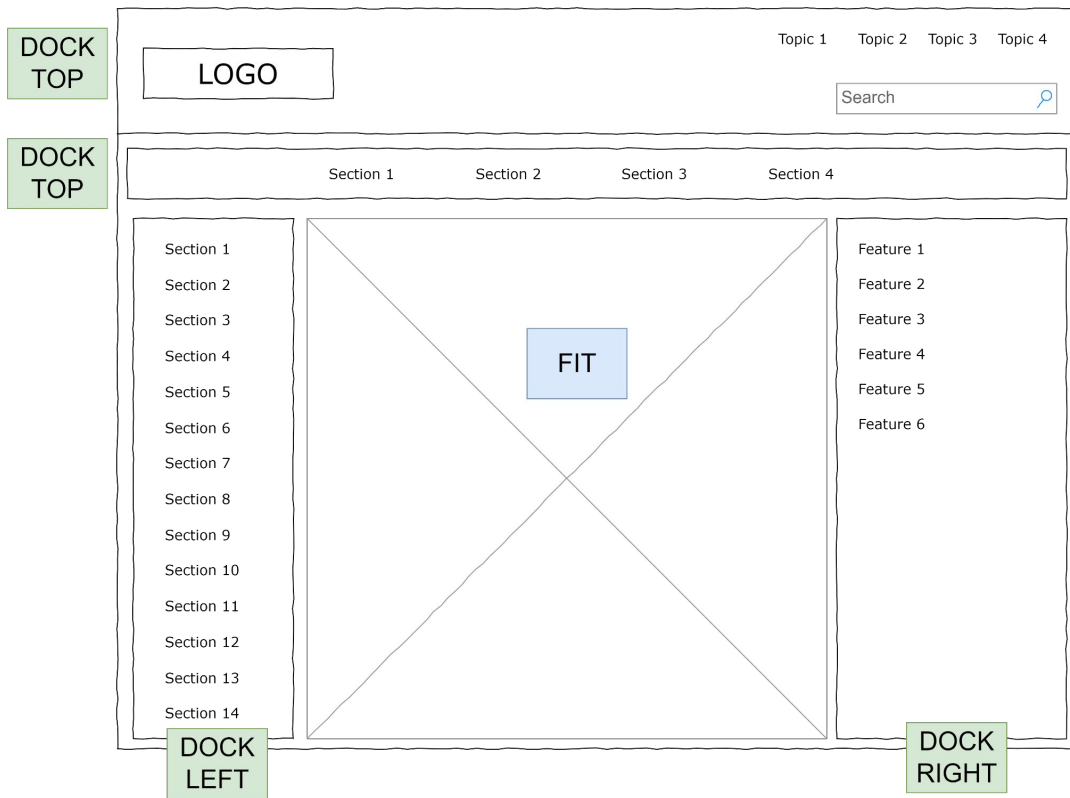 DOCK
TOP
LOGO
Topic 1 Topic 2 Topic 3 Topic 4
Search
DOCK
TOP
Section 1 Section 2 Section 3 Section 4
Section 1
Section 2
Section 3
Section 4
Section 5
Section 6
Section 7
Section 8
Section 9
Section 10
Section 11
Section 12
Section 13
Section 14
DOCK
LEFT
FIT
Feature 1
Feature 2
Feature 3
Feature 4
Feature 5
Feature 6
DOCK
RIGHT